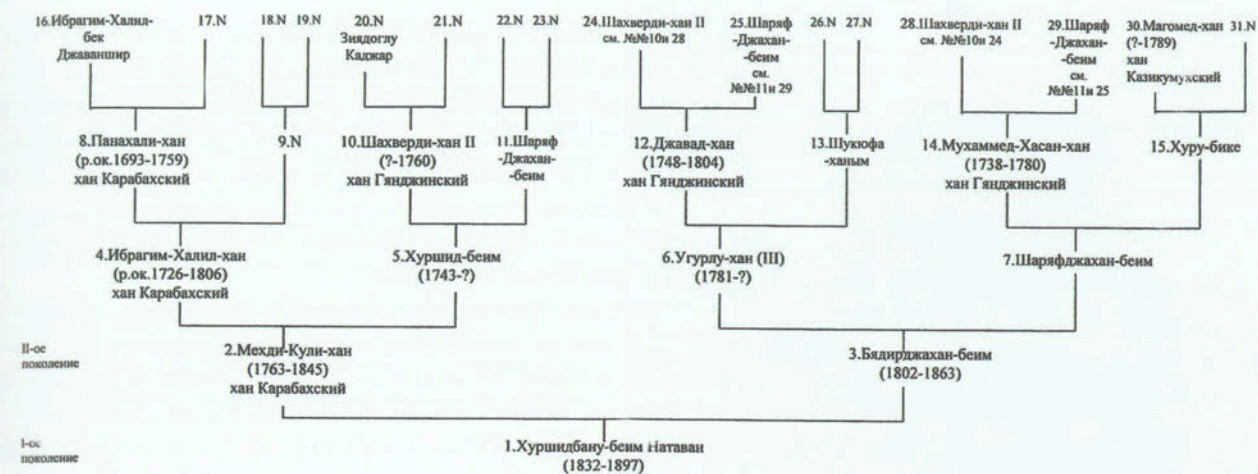 16.Ибрагим-Халил-
бек
Джаваншир
17.N
18.N
19.N
20.N
Зиядоглу
Каджар
21.N
22.N
23.N
24.Шахверди-хан II
см. №№10и 28
25.Шаряф
-Джахан-
-беим
см.
№№11и 29
26.N
27.N
28.Шахверди-хан II
см. №№10и 24
29.Шаряф
-Джахан-
-беим
см.
№№11и 25
30.Магомед-хан
(?-1789)
хан
Казикумухский
31.N
8.Панахали-хан
(р.ок.1693-1759)
хан Карабахский
9.N
10.Шахверди-хан II
(?-1760)
хан Гянджинский
11.Шаряф
-Джахан-
-беим
12.Джавад-хан
(1748-1804)
хан Гянджинский
13.Шукюфа
-ханым
14.Мухаммед-Хасан-хан
(1738-1780)
хан Гянджинский
15.Хуру-бике
4.Ибрагим-Халил-хан
(р.ок.1726-1806)
хан Карабахский
5.Хуршид-беим
(1743-?)
6.Угурлу-хан (III)
(1781-?)
7.Шаряфджахан-беим
II-ое
поколение
2.Мехди-Кули-хан
(1763-1845)
хан Карабахский
3.Бядирджахан-беим
(1802-1863)
I-ое
поколение
1.Хуршидбану-беим Натаван
(1832-1897)